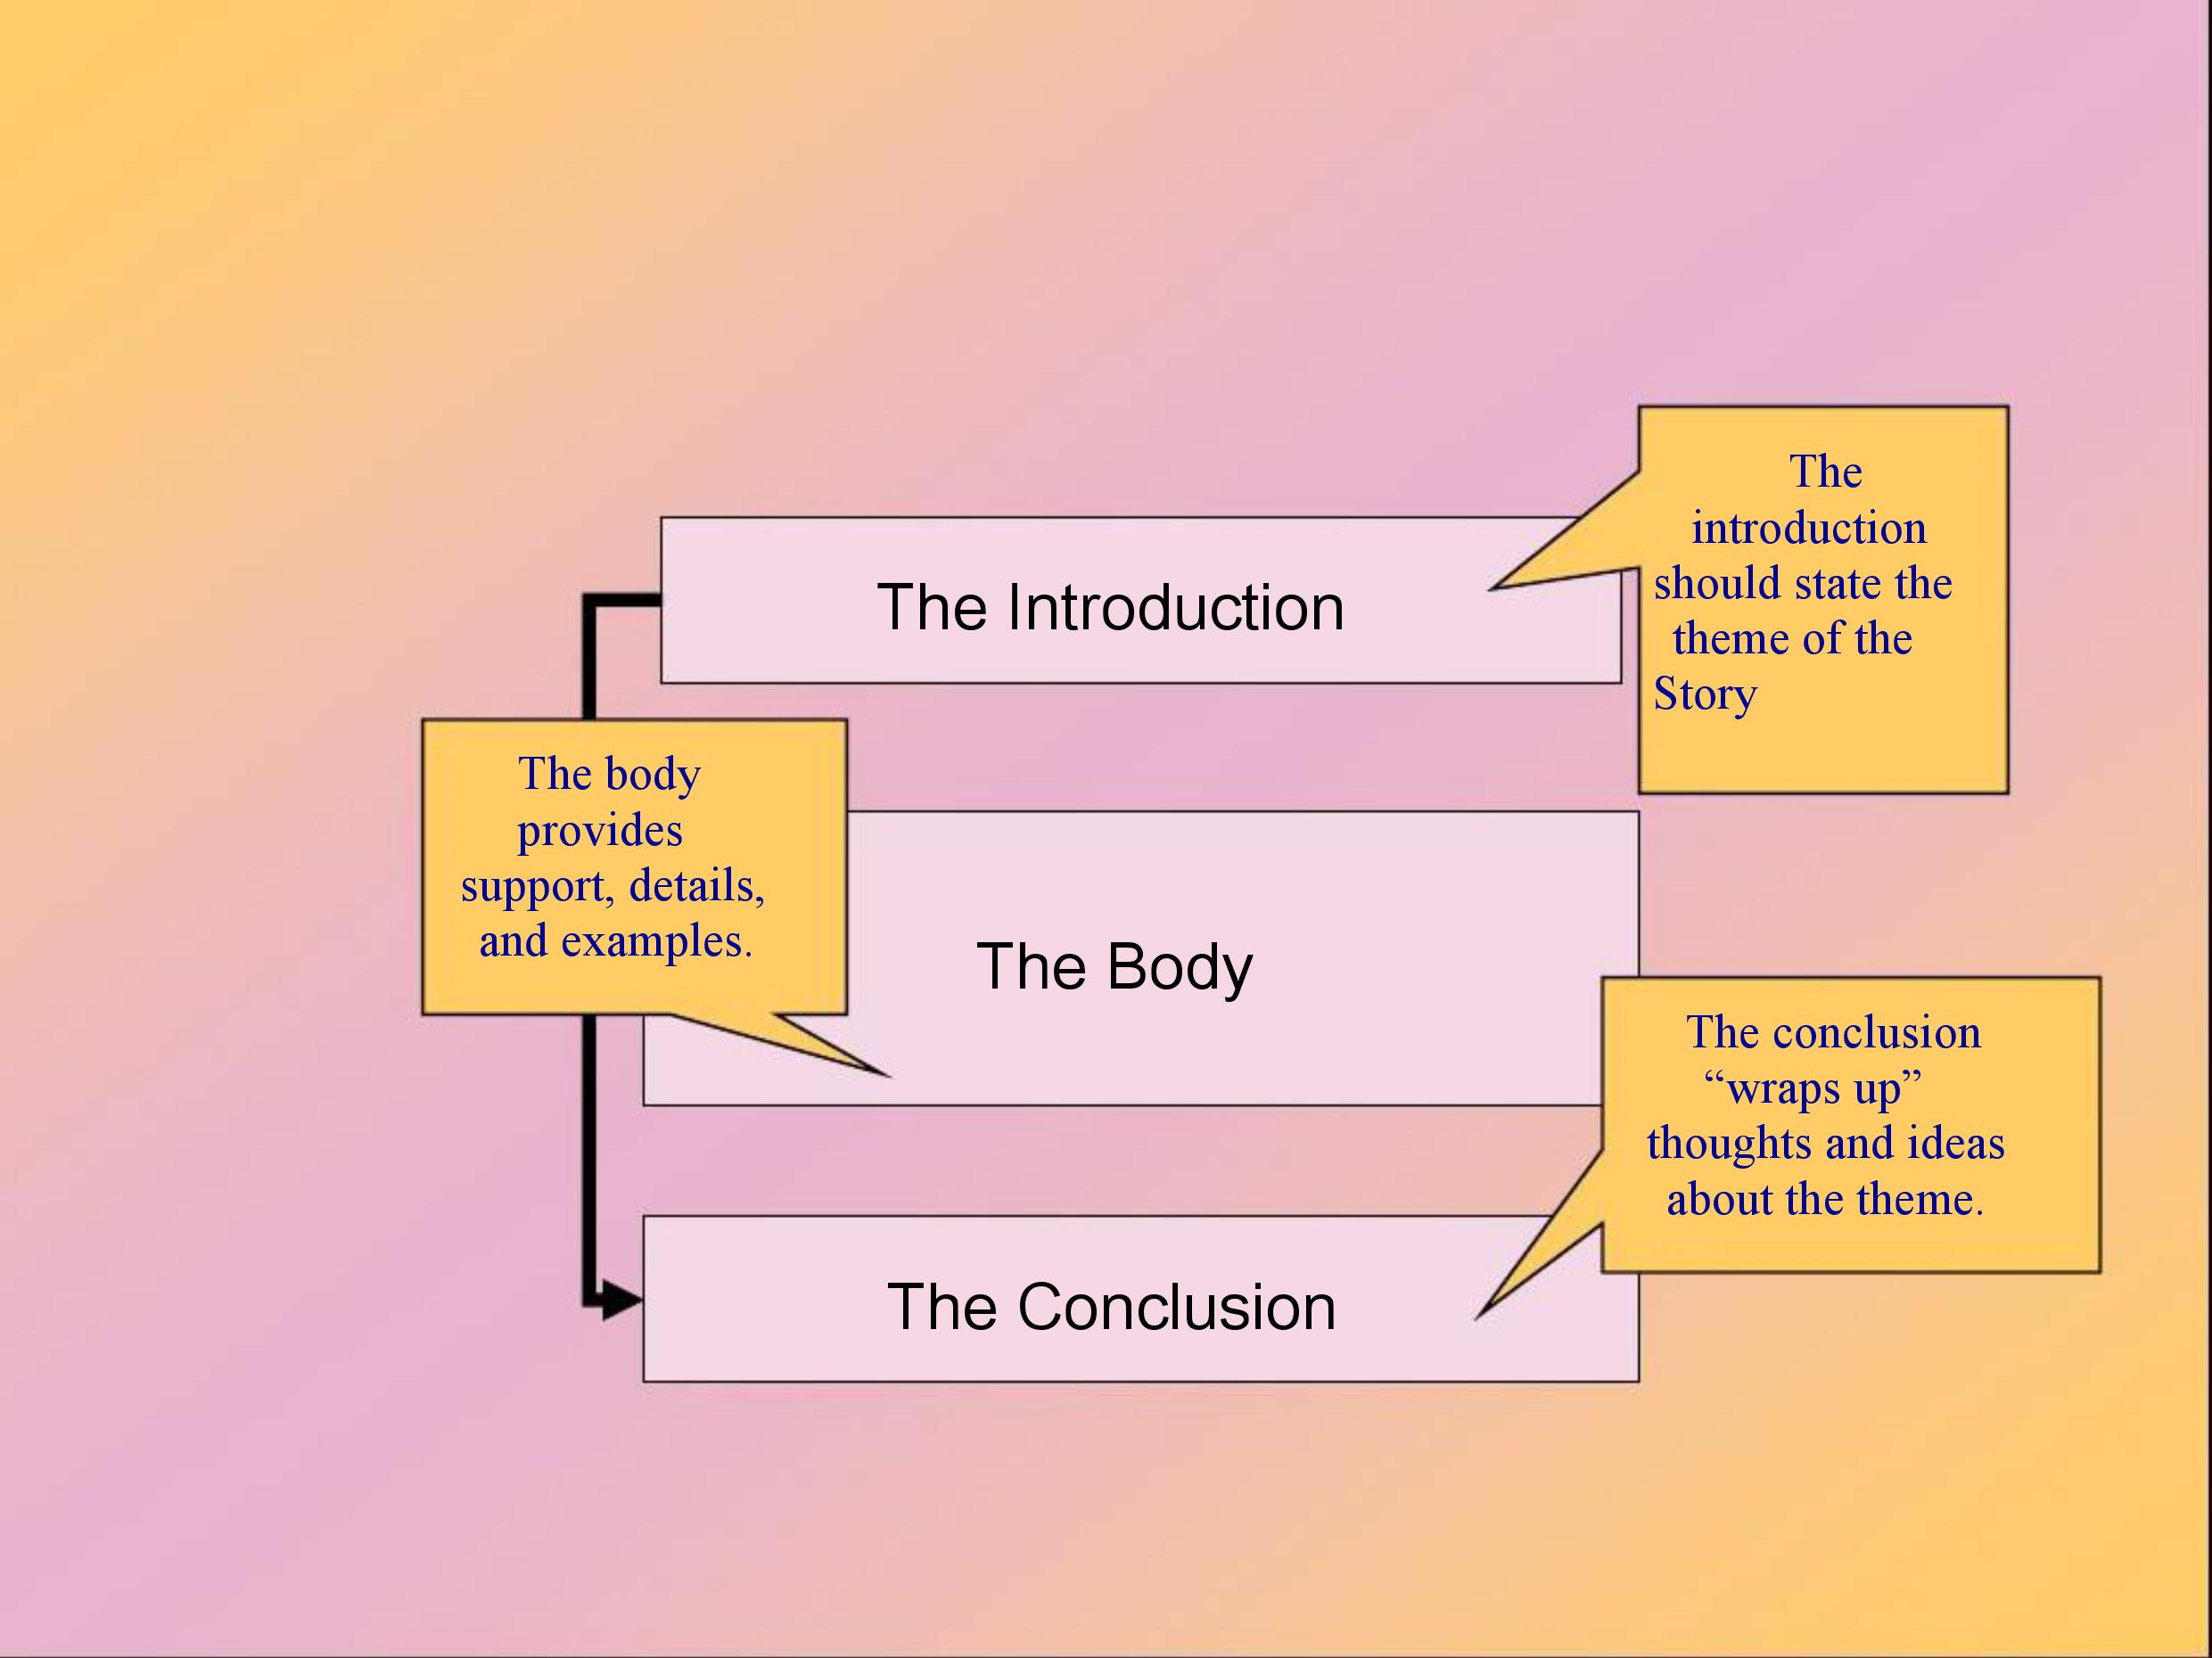 The
introduction
should state the
theme of the
Story
The Introduction
The body
provides
support, details,
and examples.
The Body
The conclusion
“wraps up”
thoughts and ideas
about the theme.
The Conclusion